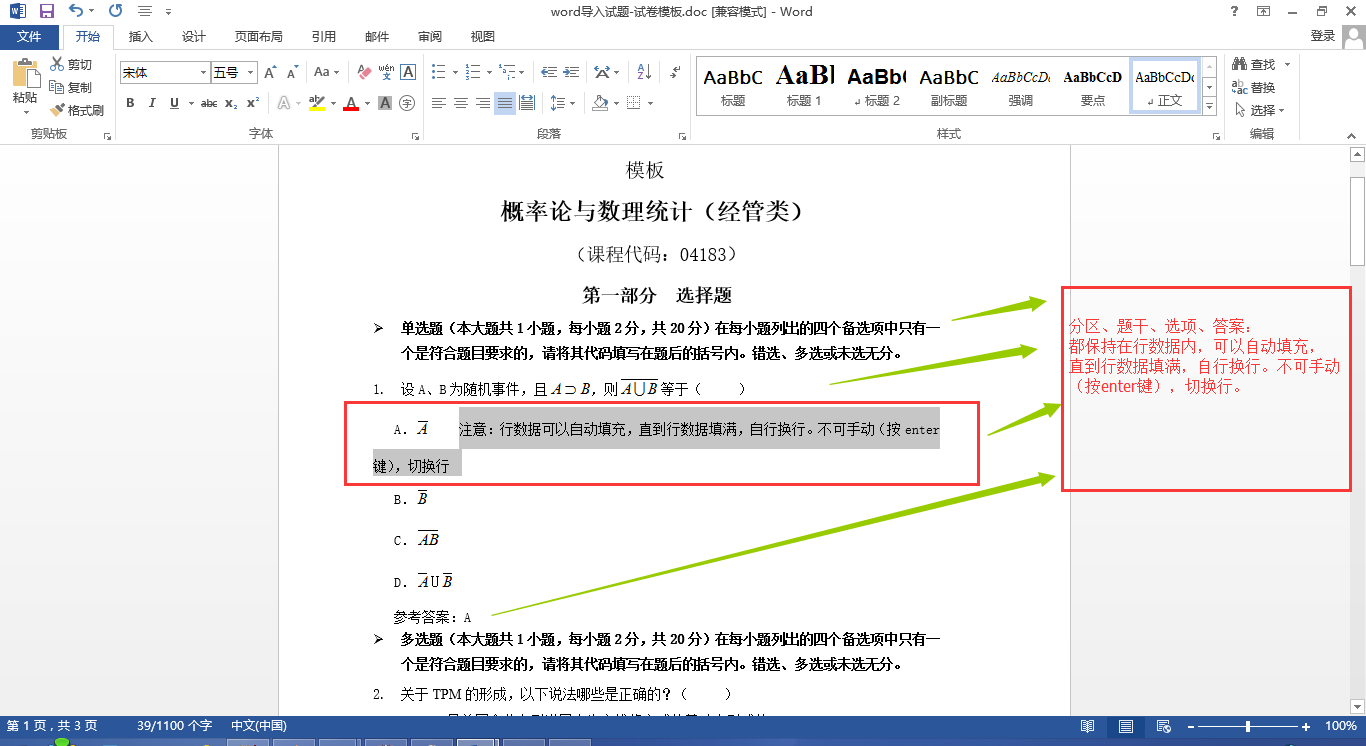 word导入试题-试卷模板.doc [兼容模式] - Word
文件 开始 插入 设计 页面布局 引用 邮件 审阅 视图 登录
粘贴 剪切 复制 格式刷 剪贴板
宋体 五号 字体
段落
AaBbC 标题 AaBl 标题 1 AaBb( 标题 2 AaBbC 副标题 AaBbCcDc 强调 AaBbCcD 要点 AaBbCcDc 正文 样式
查找 替换 选择 编辑
模板
概率论与数理统计（经管类）
（课程代码：04183）
第一部分 选择题
➢ 单选题（本大题共 1 小题，每小题 2 分，共 20 分）在每小题列出的四个备选项中只有一
个是符合题目要求的，请将其代码填写在题后的括号内。错选、多选或未选无分。
1. 设 A、B 为随机事件，且 A⊃B，则 A̅⋃̅B̅ 等于（ ）
A. A̅ 注意：行数据可以自动填充，直到行数据填满，自行换行。不可手动（按 enter
键），切换行
B. B̅
C. A̅B̅
D. A̅∪B̅
参考答案：A
➢ 多选题（本大题共 1 小题，每小题 2 分，共 20 分）在每小题列出的四个备选项中只有一
个是符合题目要求的，请将其代码填写在题后的括号内。错选、多选或未选无分。
2. 关于 TPM 的形成，以下说法哪些是正确的？（ ）
分区、题干、选项、答案：
都保持在行数据内，可以自动填充，
直到行数据填满，自行换行。不可手动
（按enter键），切换行。
第 1 页，共 3 页 39/1100 个字 中文(中国) 100%